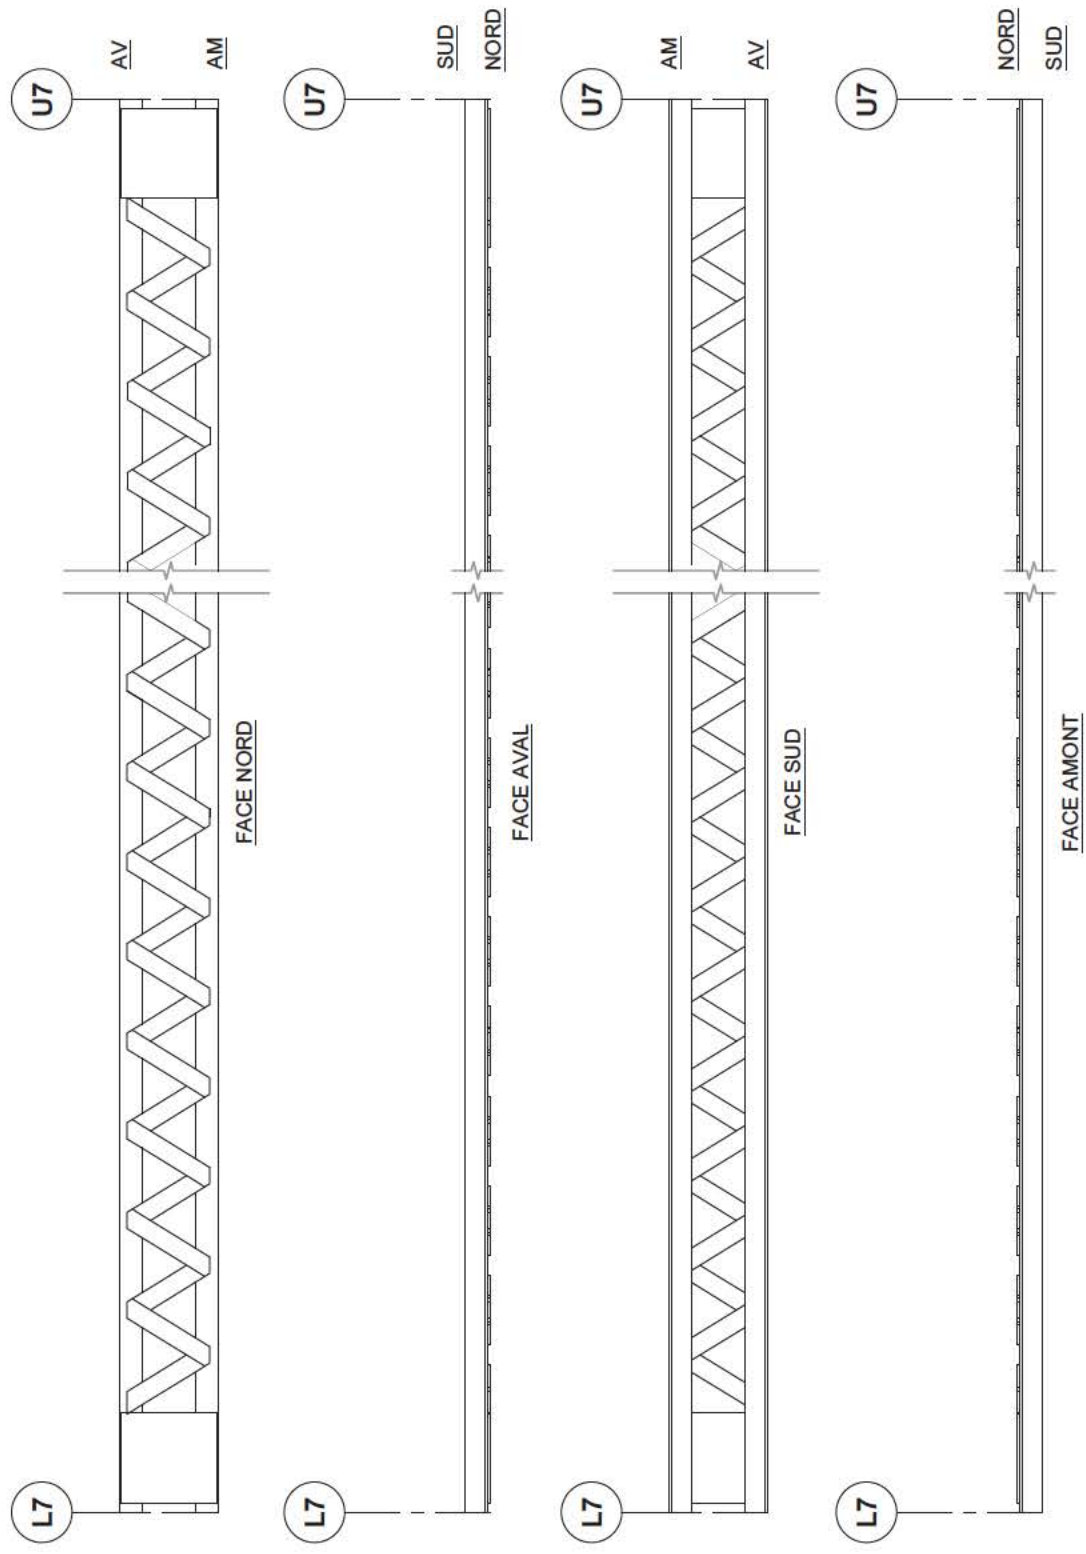 L7
U7
AV
AM
FACE NORD
L7
U7
SUD
NORD
FACE AVAL
L7
U7
AM
AV
FACE SUD
L7
U7
NORD
SUD
FACE AMONT